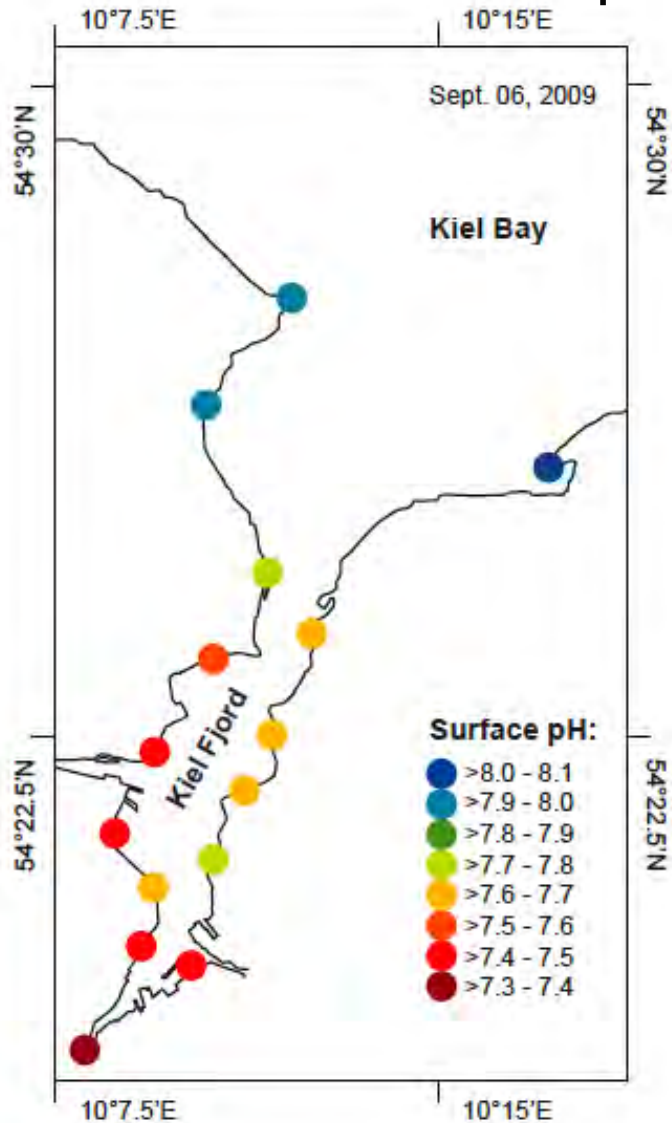 10°7.5'E 10°15'E
Sept. 06, 2009
54°30'N 54°30'N
Kiel Bay
Kiel Fjord
Surface pH:
>8.0 - 8.1
>7.9 - 8.0
>7.8 - 7.9
>7.7 - 7.8
>7.6 - 7.7
>7.5 - 7.6
>7.4 - 7.5
>7.3 - 7.4
54°22.5'N 54°22.5'N
10°7.5'E 10°15'E